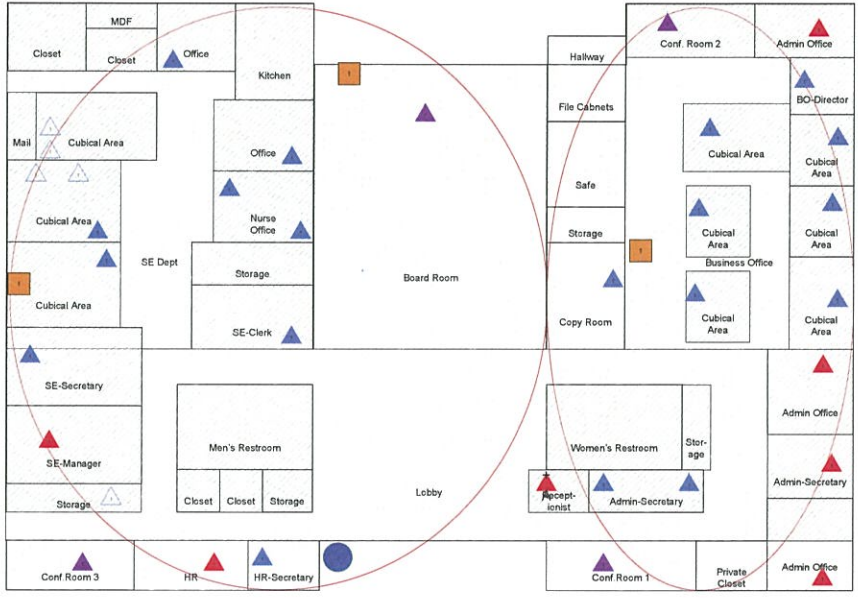 MDF
Closet
Closet
Office
Kitchen
Hallway
Conf. Room 2
Admin Office
File Cabnets
BO-Director
Mail
Cubical Area
Office
Cubical Area
Cubical
Area
Safe
Cubical Area
Nurse
Office
Storage
Cubical
Area
Cubical
Area
SE Dept
Business Office
Storage
Board Room
Cubical Area
Copy Room
Cubical
Area
Cubical
Area
SE-Clerk
SE-Secretary
Admin Office
Men's Restroom
Women's Restroom
Stor-
age
SE-Manager
Admin-Secretary
Storage
Closet
Closet
Storage
Lobby
Recept-
ionist
Admin-Secretary
Conf.Room 3
HR
HR-Secretary
Conf.Room 1
Private
Closet
Admin Office